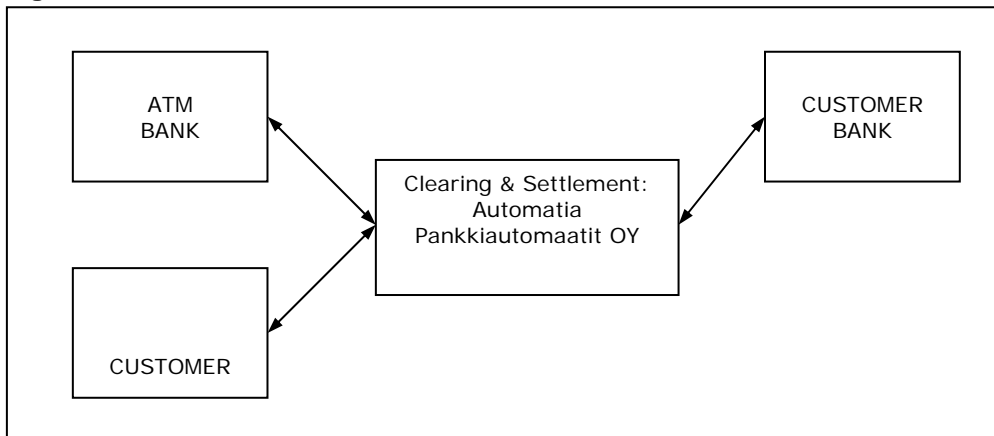 ATM
BANK
CUSTOMER
BANK
Clearing & Settlement:
Automatia
Pankkiautomaatit OY
CUSTOMER